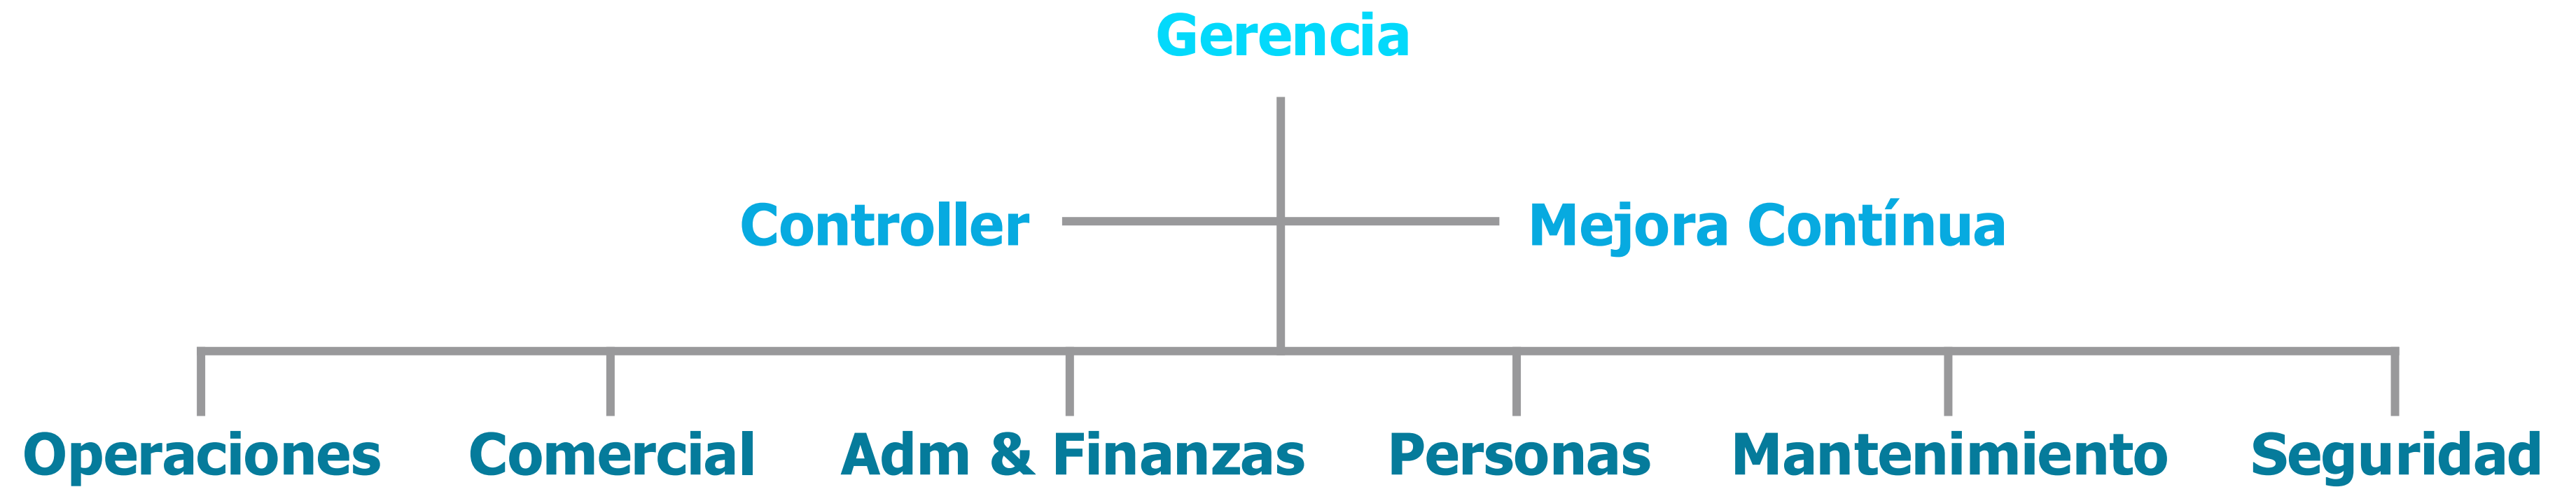 Gerencia
Controller
Mejora Contínua
Operaciones
Comercial
Adm & Finanzas
Personas
Mantenimiento
Seguridad